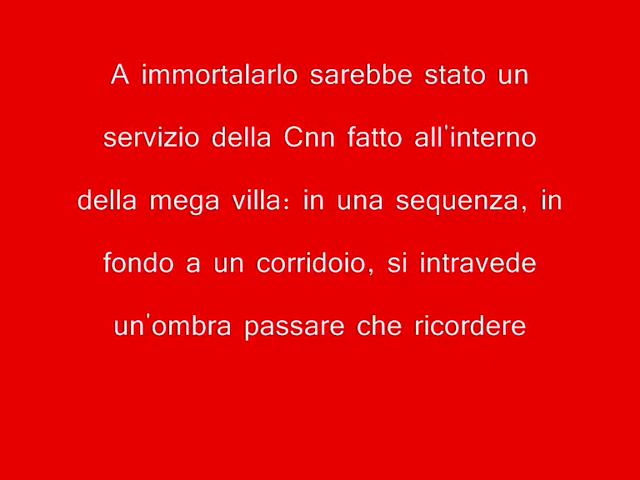 A immortalarlo sarebbe stato un
servizio della Cnn fatto all'interno
della mega villa: in una sequenza, in
fondo a un corridoio, si intravede
un'ombra passare che ricordere